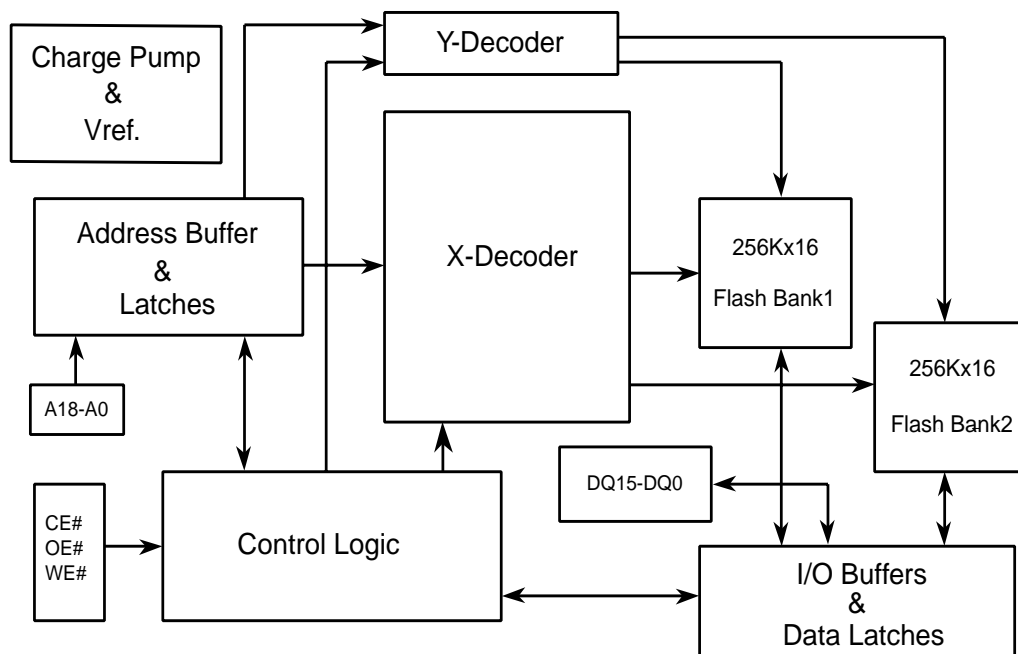 Charge Pump
&
Vref.
Y-Decoder
Address Buffer
&
Latches
X-Decoder
256Kx16
Flash Bank1
256Kx16
Flash Bank2
A18-A0
DQ15-DQ0
CE#
OE#
WE#
Control Logic
I/O Buffers
&
Data Latches